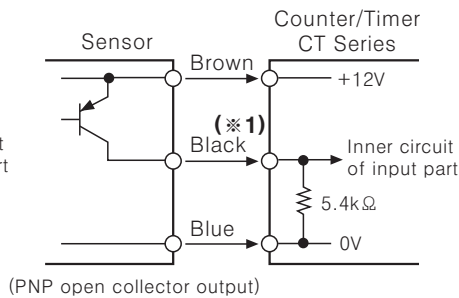 Counter/Timer
CT Series
Sensor
Brown
+12V
(※1)
Black
Inner circuit
of input part
5.4kΩ
Blue
0V
(PNP open collector output)